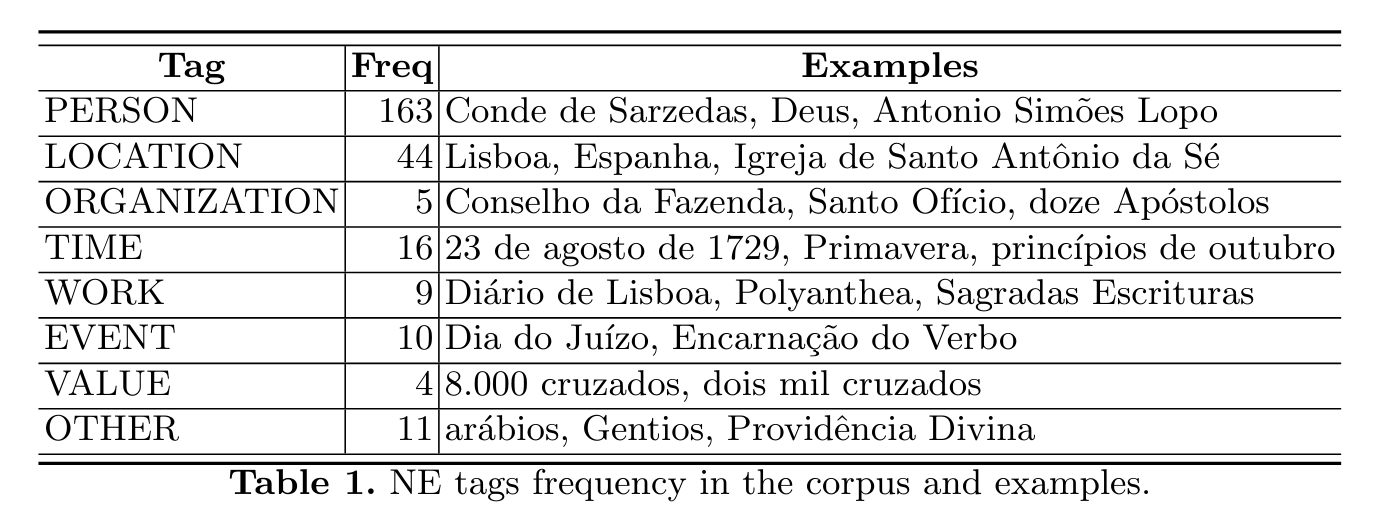 Tag Freq Examples
PERSON 163 Conde de Sarzedas, Deus, Antonio Simões Lopo
LOCATION 44 Lisboa, Espanha, Igreja de Santo Antônio da Sé
ORGANIZATION 5 Conselho da Fazenda, Santo Ofício, doze Apóstolos
TIME 16 23 de agosto de 1729, Primavera, princípios de outubro
WORK 9 Diário de Lisboa, Polyanthea, Sagradas Escrituras
EVENT 10 Dia do Juízo, Encarnação do Verbo
VALUE 4 8.000 cruzados, dois mil cruzados
OTHER 11 arábios, Gentios, Providência Divina
Table 1. NE tags frequency in the corpus and examples.